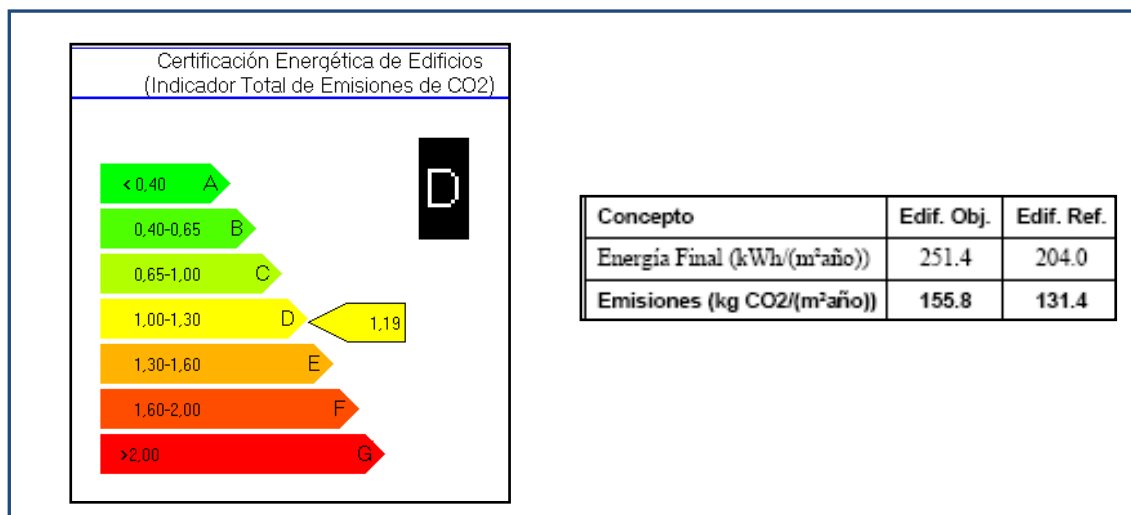 Certificación Energética de Edificios
(Indicador Total de Emisiones de CO2)
D
< 0,40 A
0,40-0,65 B
0,65-1,00 C
1,00-1,30 D
1,19
1,30-1,60 E
1,60-2,00 F
>2,00 G
Concepto Edif. Obj. Edif. Ref.
Energía Final (kWh/(m²año)) 251.4 204.0
Emisiones (kg CO2/(m²año)) 155.8 131.4